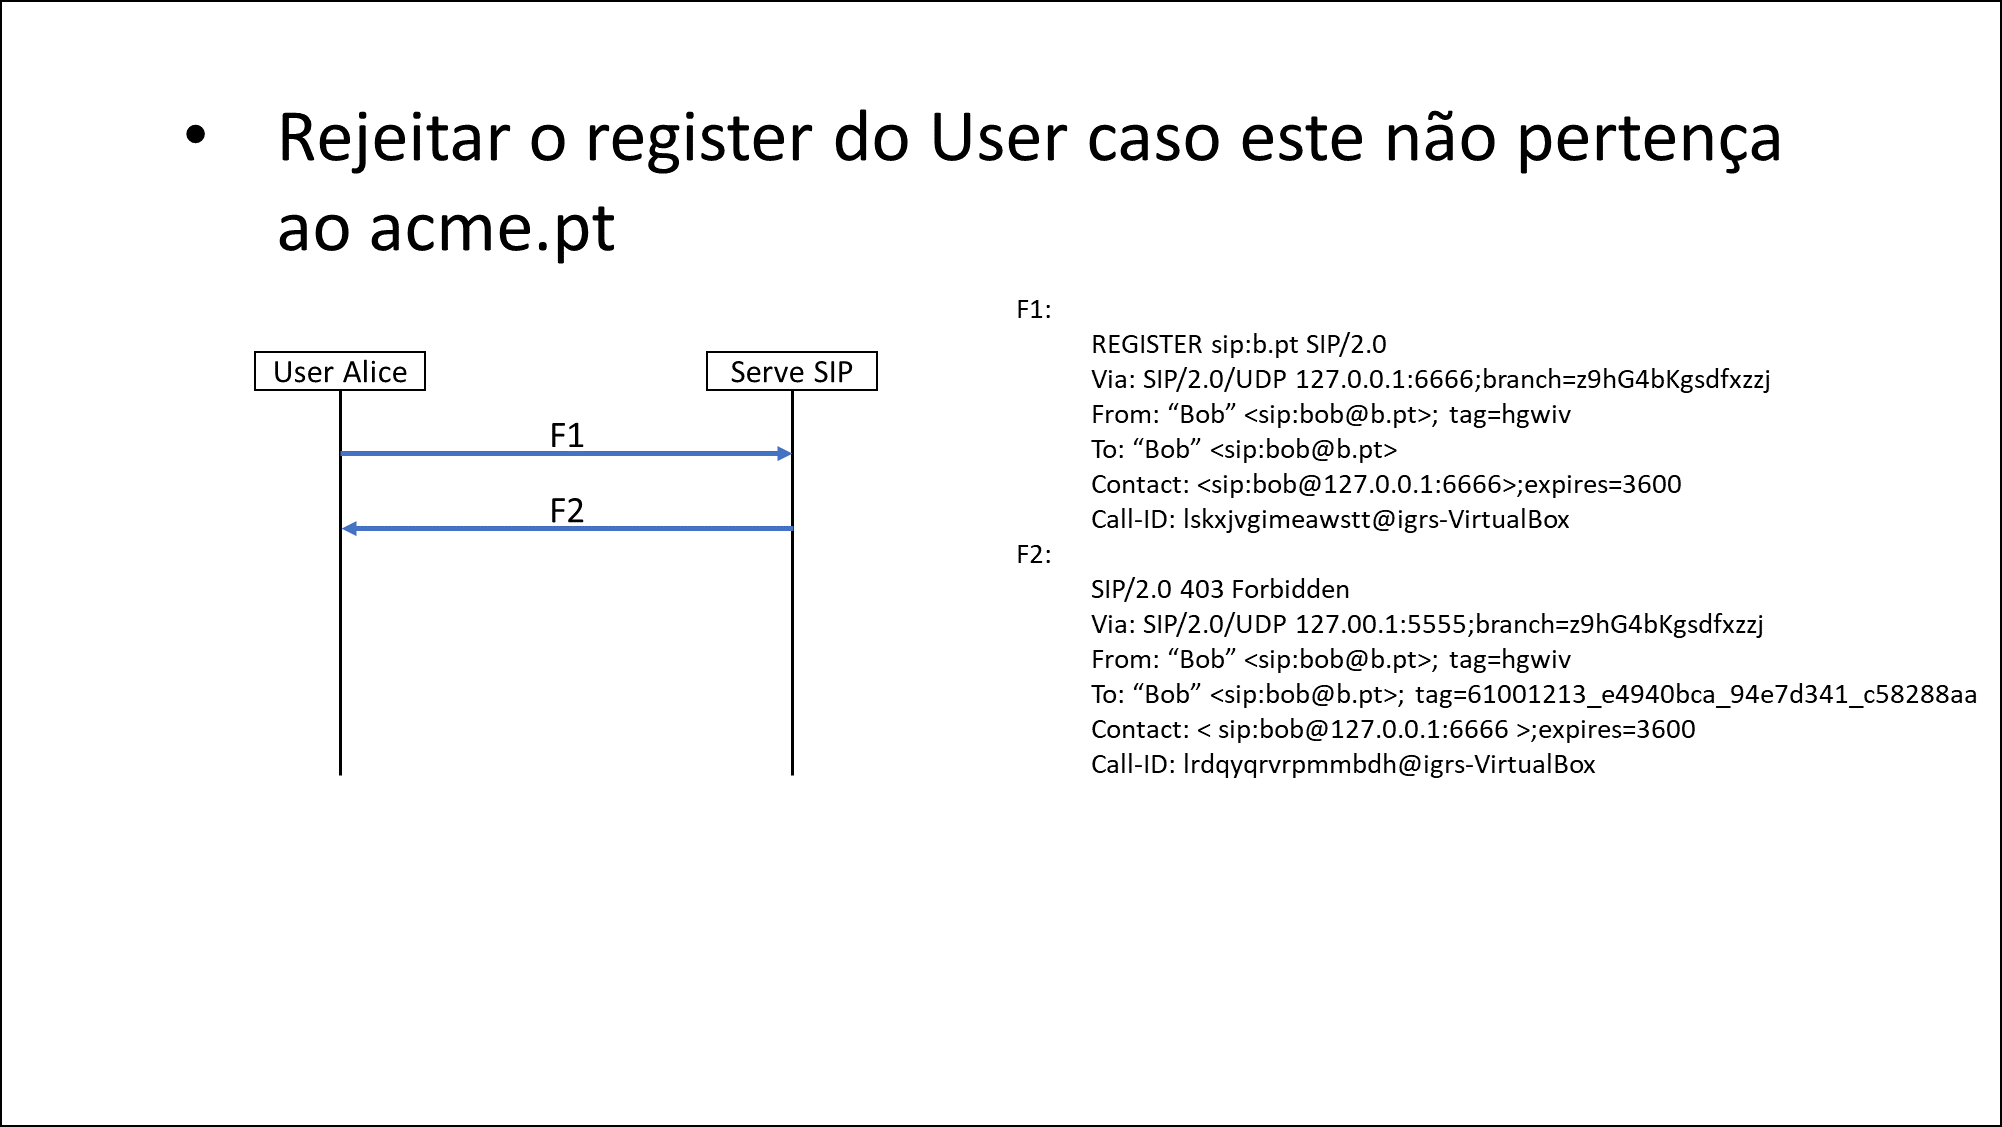 • Rejeitar o register do User caso este não pertença
ao acme.pt
User Alice
Serve SIP
F1
F2
F1:
REGISTER sip:b.pt SIP/2.0
Via: SIP/2.0/UDP 127.0.0.1:6666;branch=z9hG4bKgsdfxzzj
From: “Bob” <sip:bob@b.pt>; tag=hgwiv
To: “Bob” <sip:bob@b.pt>
Contact: <sip:bob@127.0.0.1:6666>;expires=3600
Call-ID: lskxjvgimeawstt@igrs-VirtualBox
F2:
SIP/2.0 403 Forbidden
Via: SIP/2.0/UDP 127.00.1:5555;branch=z9hG4bKgsdfxzzj
From: “Bob” <sip:bob@b.pt>; tag=hgwiv
To: “Bob” <sip:bob@b.pt>; tag=61001213_e4940bca_94e7d341_c58288aa
Contact: < sip:bob@127.0.0.1:6666 >;expires=3600
Call-ID: lrdqyqrvrpmmbdh@igrs-VirtualBox